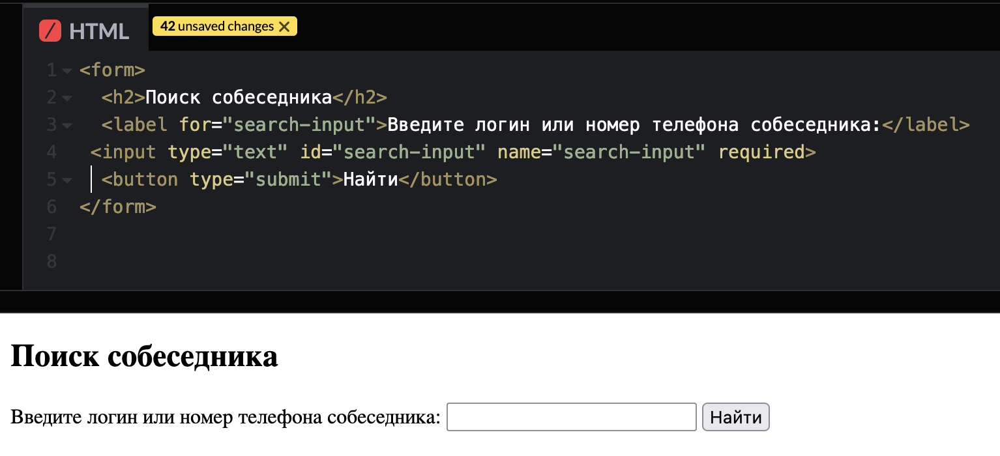 HTML
42 unsaved changes
1 <form>
2 <h2>Поиск собеседника</h2>
3 <label for="search-input">Введите логин или номер телефона собеседника:</label>
4 <input type="text" id="search-input" name="search-input" required>
5 <button type="submit">Найти</button>
6 </form>
7
8
Поиск собеседника
Введите логин или номер телефона собеседника: Найти